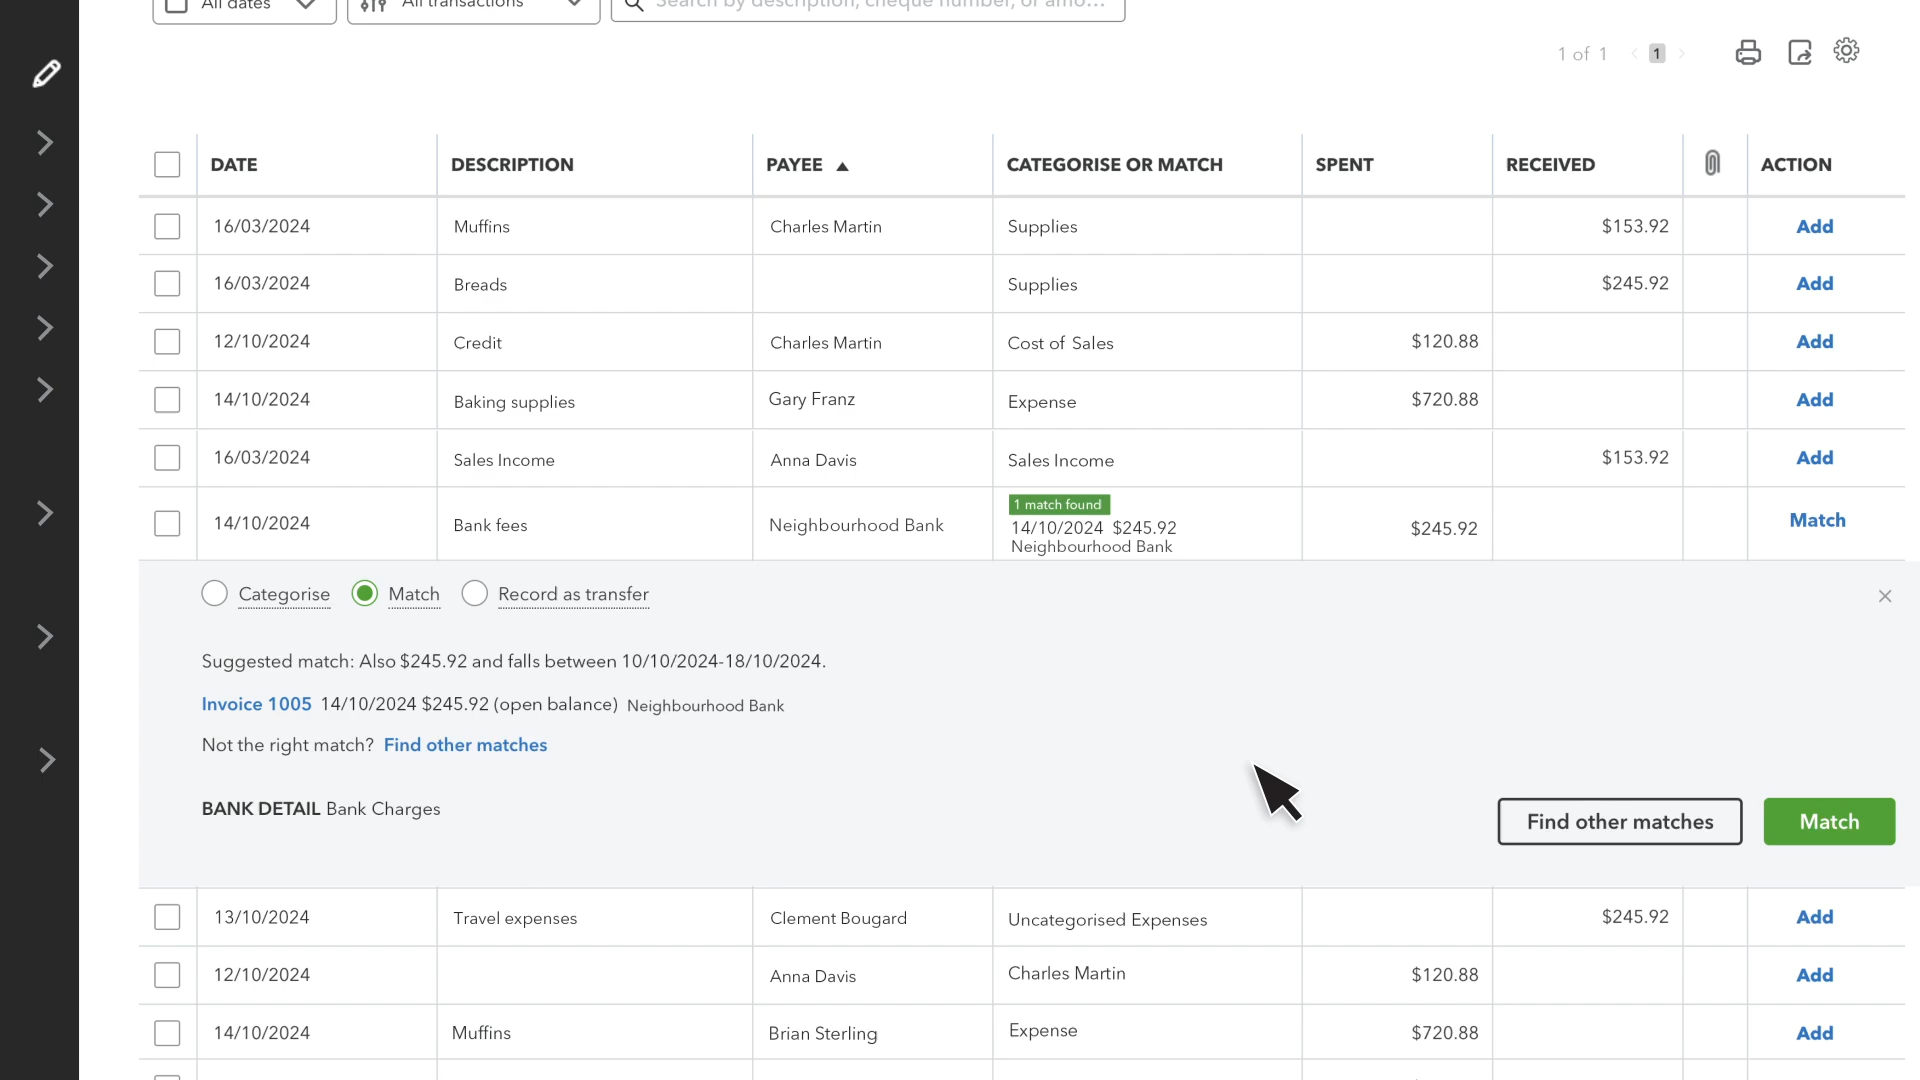 All dates All transactions Search by description, cheque number, or amo...
1 of 1 1
DATE DESCRIPTION PAYEE CATEGORISE OR MATCH SPENT RECEIVED ACTION
16/03/2024 Muffins Charles Martin Supplies $153.92 Add
16/03/2024 Breads Supplies $245.92 Add
12/10/2024 Credit Charles Martin Cost of Sales $120.88 Add
14/10/2024 Baking supplies Gary Franz Expense $720.88 Add
16/03/2024 Sales Income Anna Davis Sales Income $153.92 Add
1 match found
14/10/2024 Bank fees Neighbourhood Bank 14/10/2024 $245.92 $245.92 Match
Neighbourhood Bank
Categorise Match Record as transfer
Suggested match: Also $245.92 and falls between 10/10/2024-18/10/2024.
Invoice 1005 14/10/2024 $245.92 (open balance) Neighbourhood Bank
Not the right match? Find other matches
BANK DETAIL Bank Charges
Find other matches Match
13/10/2024 Travel expenses Clement Bougard Uncategorised Expenses $245.92 Add
12/10/2024 Anna Davis Charles Martin $120.88 Add
14/10/2024 Muffins Brian Sterling Expense $720.88 Add